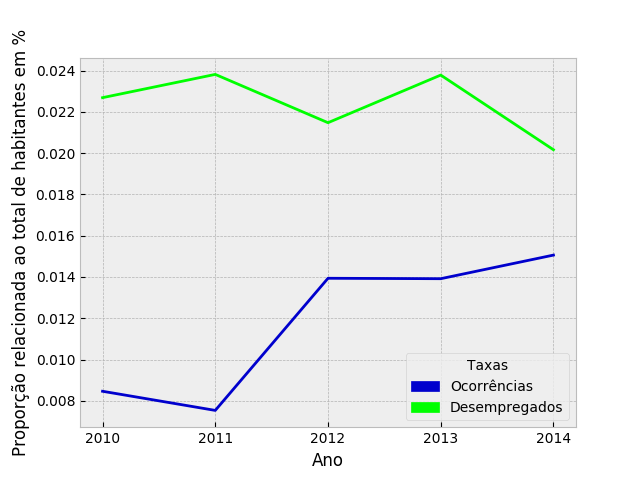 Proporção relacionada ao total de habitantes em %
0.024
0.022
0.020
0.018
0.016
0.014
0.012
0.010
0.008
2010 2011 2012 2013 2014
Ano
Taxas
Ocorrências
Desempregados